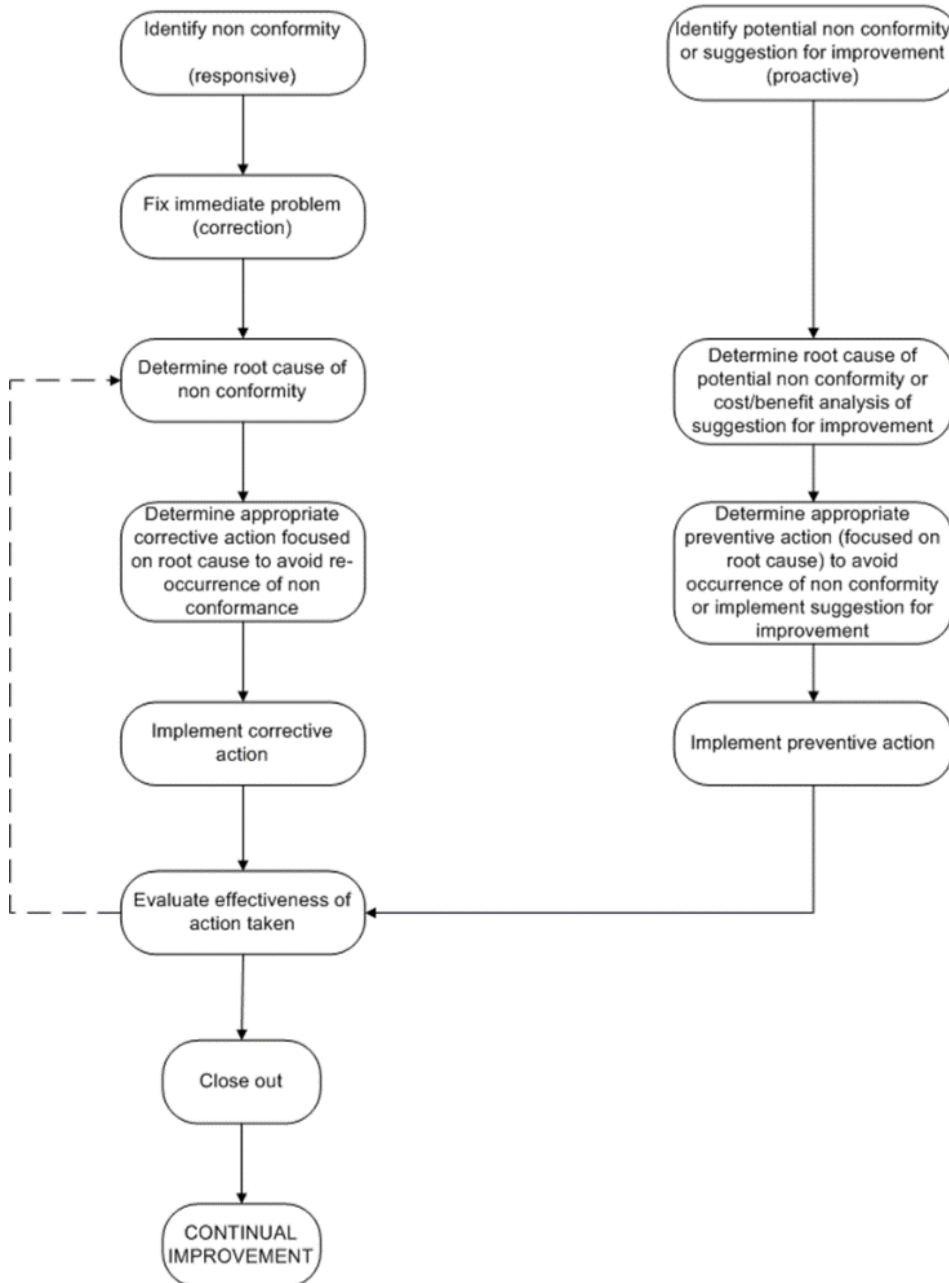 Identify non conformity
(responsive)
Fix immediate problem
(correction)
Determine root cause of
non conformity
Determine appropriate
corrective action focused
on root cause to avoid re-
occurrence of non
conformance
Implement corrective
action
Evaluate effectiveness of
action taken
Close out
CONTINUAL
IMPROVEMENT
Identify potential non conformity
or suggestion for improvement
(proactive)
Determine root cause of
potential non conformity or
cost/benefit analysis of
suggestion for improvement
Determine appropriate
preventive action (focused on
root cause) to avoid
occurrence of non conformity
or implement suggestion for
improvement
Implement preventive action